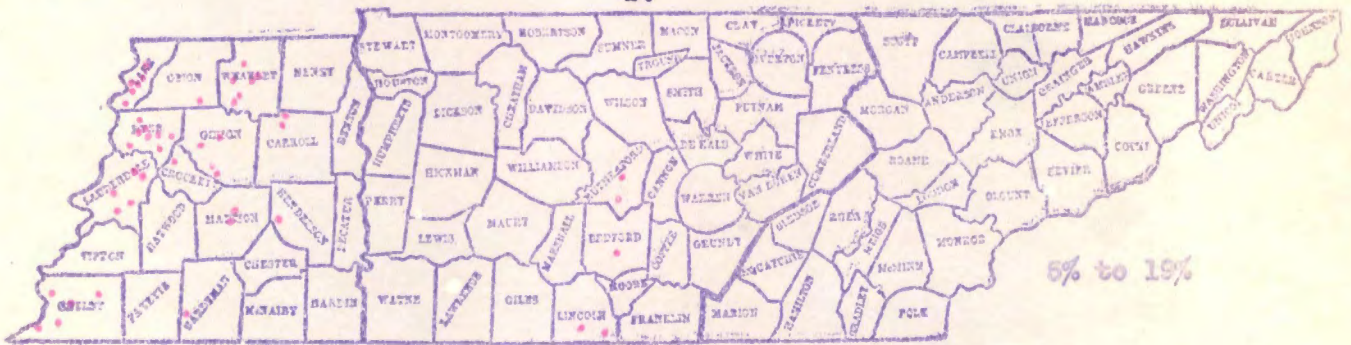 STEWART MONTGOMERY ROBERTSON SUMNER MACON CLAY PICKETT SCOTT CAMPBELL CLAIBORNE HANCOCK HAWKINS SULLIVAN JOHNSON
LAKE OBION WEAKLEY HENRY HOUSTON TROUSDALE JACKSON OVERTON FENTRESS UNION GRAINGER GREENE WASHINGTON CARTER
DYER GIBSON CARROLL BENTON HUMPHREYS DICKSON CHEATHAM DAVIDSON WILSON SMITH PUTNAM MORGAN ANDERSON KNOX JEFFERSON COCKE
LAUDERDALE CROCKETT HICKMAN WILLIAMSON RUTHERFORD CANNON DE KALB WHITE CUMBERLAND ROANE LOUDON BLOUNT SEVIER
TIPTON HAYWOOD MADISON HENDERSON DECATUR PERRY LEWIS MAURY MARSHALL BEDFORD COFFEE WARREN VAN BUREN GRUNDY BLEDSOE RHEA MEIGS MONROE
CHESTER SEQUATCHIE MCMINN
6% to 19%
SHELBY FAYETTE HARDEMAN McNAIRY HARDIN WAYNE LAWRENCE GILES LINCOLN MOORE FRANKLIN MARION HAMILTON BRADLEY POLK